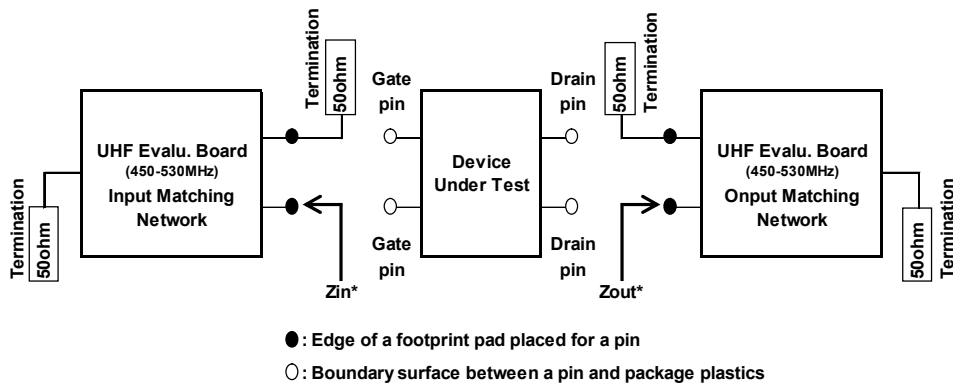 Termination
50ohm
UHF Evalu. Board
(450-530MHz)
Input Matching
Network
Termination
50ohm
Gate
pin
Gate
pin
Zin*
Device
Under Test
Drain
pin
Drain
pin
Zout*
50ohm
Termination
UHF Evalu. Board
(450-530MHz)
Onput Matching
Network
50ohm
Termination
: Edge of a footprint pad placed for a pin
: Boundary surface between a pin and package plastics